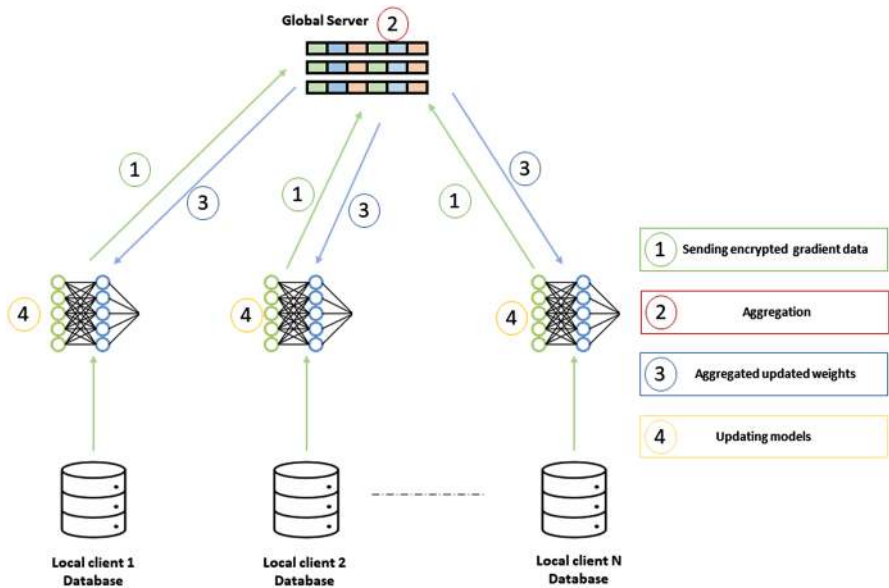 Global Server
2
1
3
1
3
1
3
4
4
4
1 Sending encrypted gradient data
2 Aggregation
3 Aggregated updated weights
4 Updating models
Local client 1
Database
Local client 2
Database
Local client N
Database